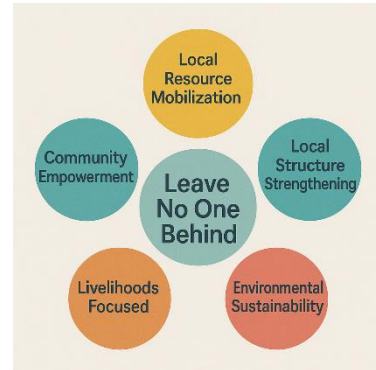 Local
Resource
Mobilization
Community
Empowerment
Local
Structure
Strengthening
Leave
No One
Behind
Livelihoods
Focused
Environmental
Sustainability